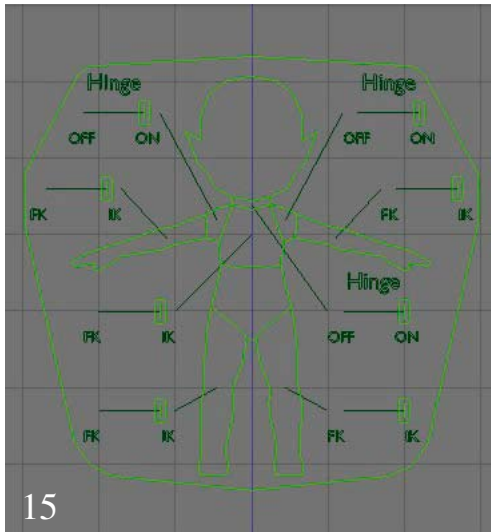 Hinge Hinge
OFF ON OFF ON
FK IK FK IK
Hinge
FK IK OFF ON
FK IK FK IK
15